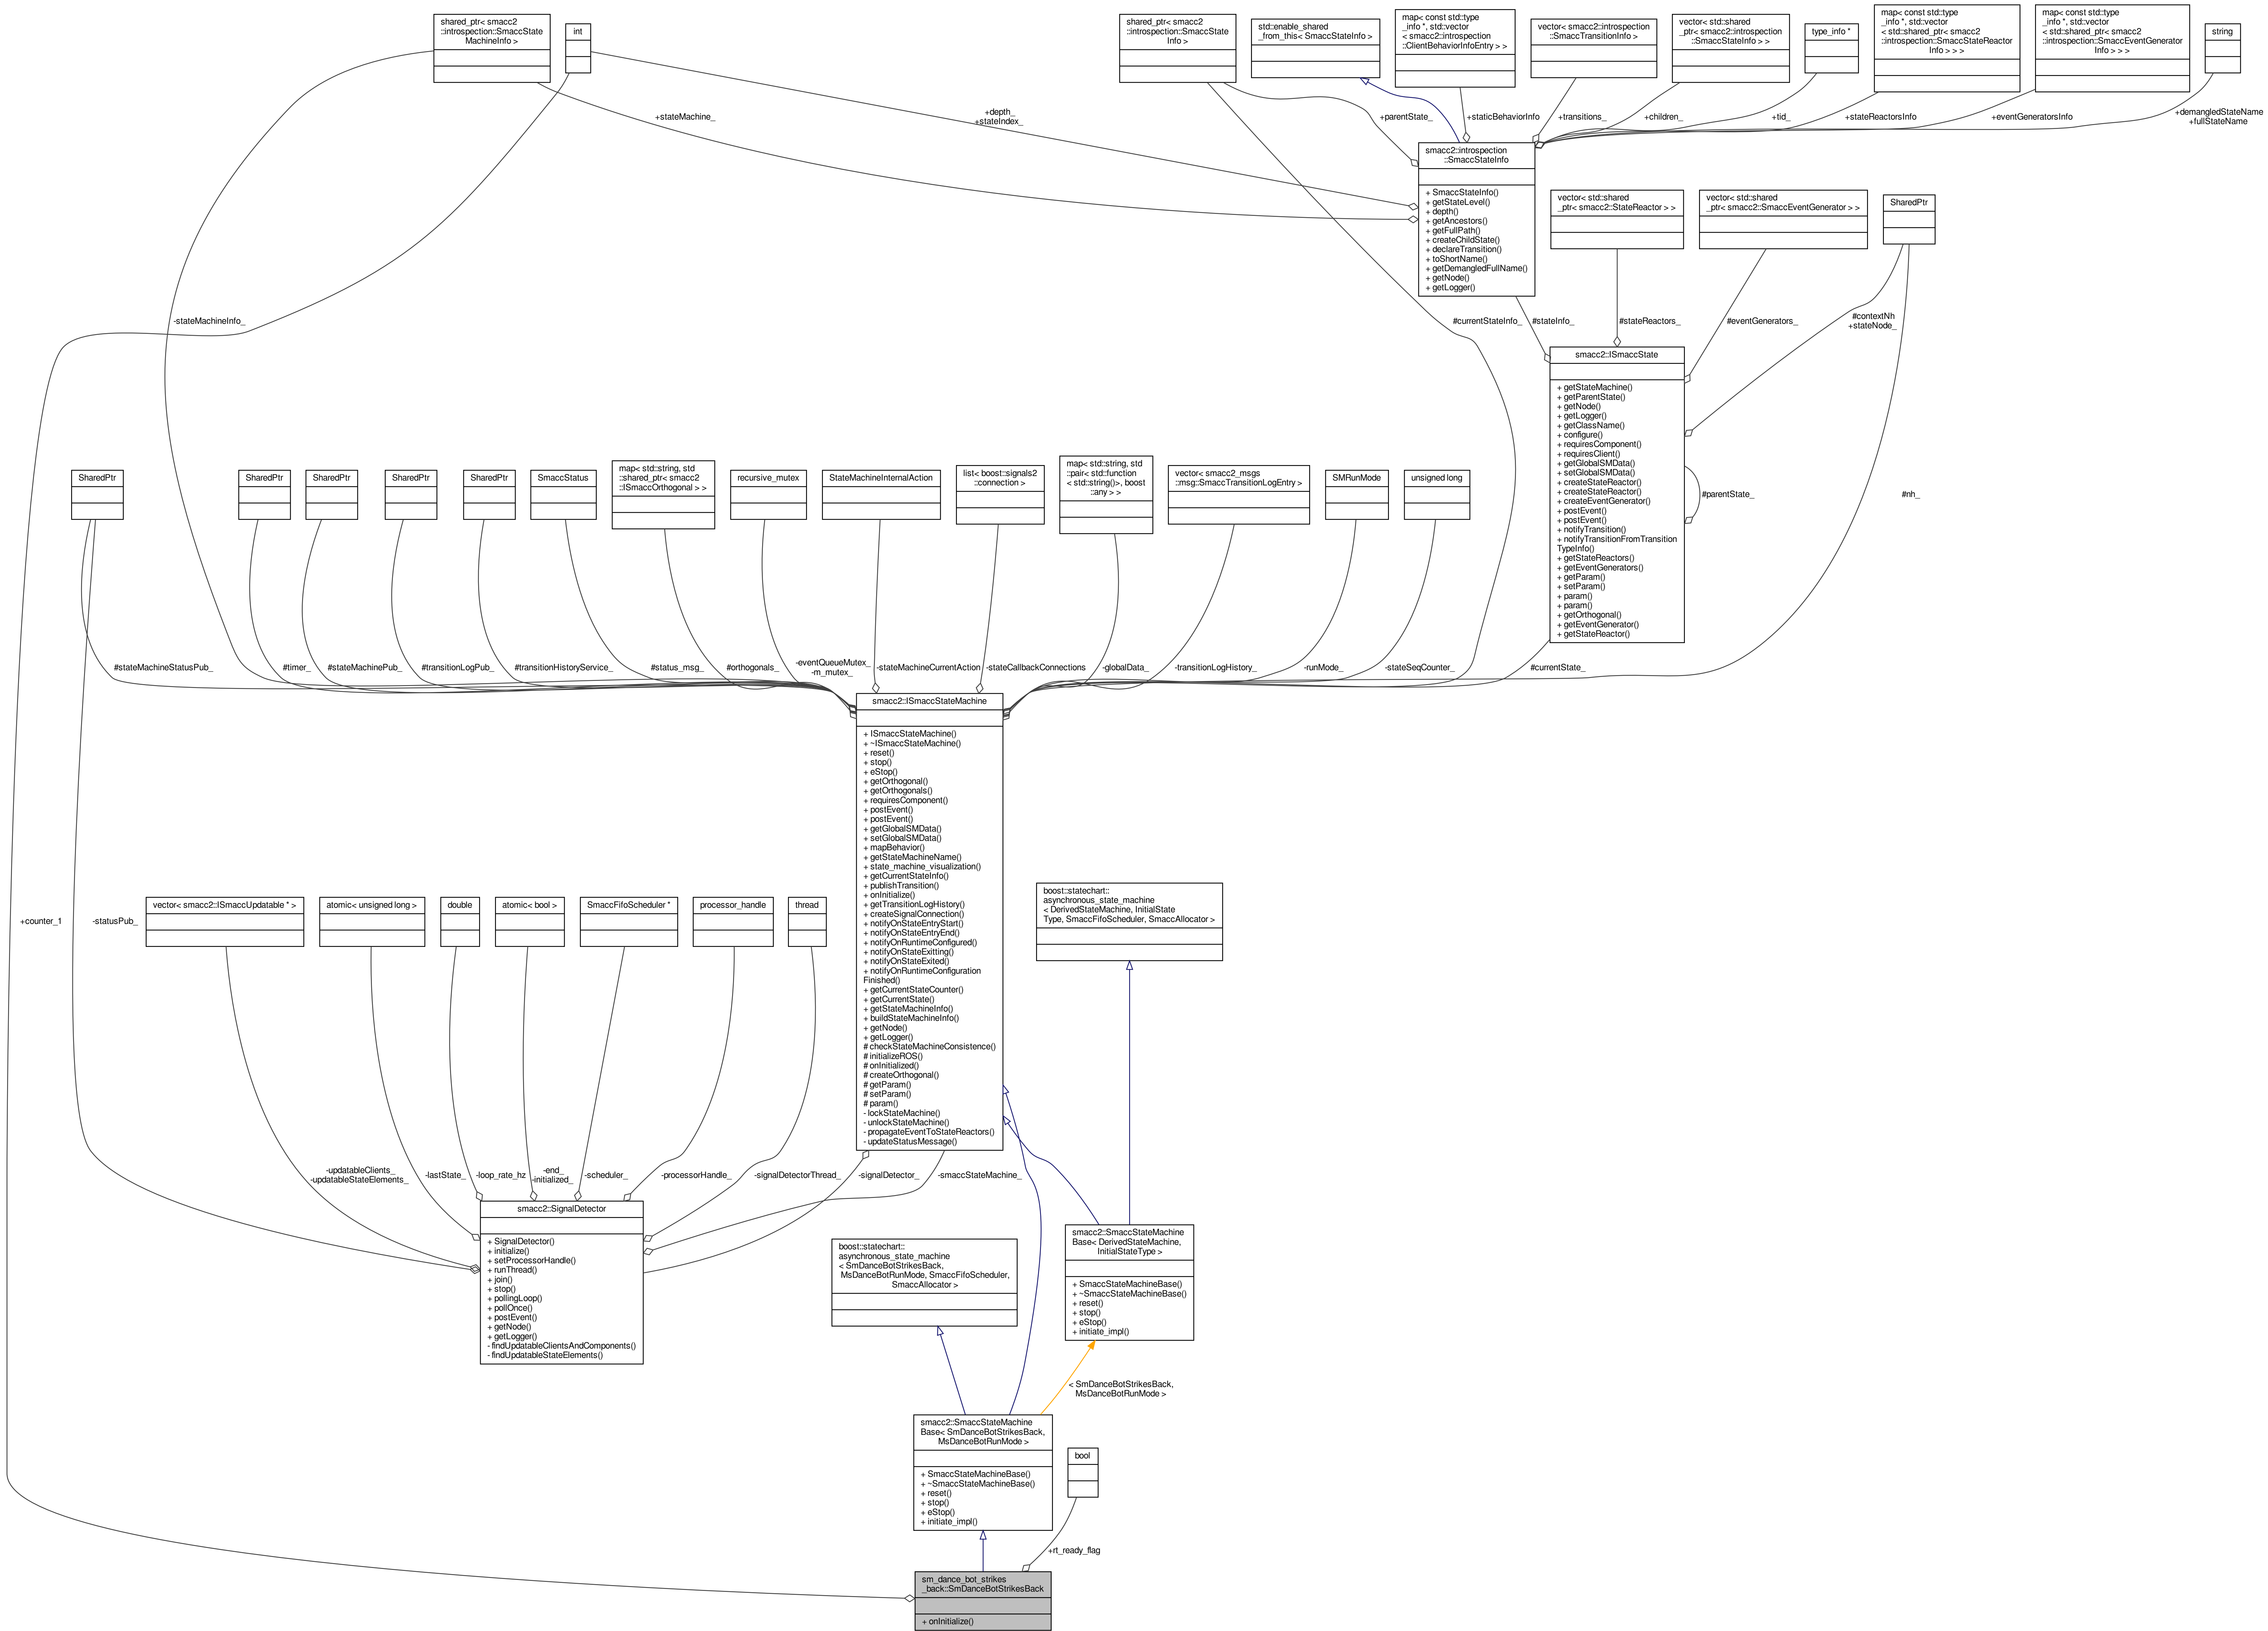 shared_ptr< smacc2
::introspection::SmaccState
MachineInfo >
int
shared_ptr< smacc2
::introspection::SmaccState
Info >
std::enable_shared
_from_this< SmaccStateInfo >
map< const std::type
_info *, std::vector
< smacc2::introspection
::ClientBehaviorInfoEntry > >
vector< smacc2::introspection
::SmaccTransitionInfo >
vector< std::shared
_ptr< smacc2::introspection
::SmaccStateInfo > >
type_info *
map< const std::type
_info *, std::vector
< std::shared_ptr< smacc2
::introspection::SmaccStateReactor
Info > > >
map< const std::type
_info *, std::vector
< std::shared_ptr< smacc2
::introspection::SmaccEventGenerator
Info > > >
string
+stateMachine_
+depth_
+stateIndex_
+parentState_
+staticBehaviorInfo
+transitions_
+children_
+tid_
+stateReactorsInfo
+eventGeneratorsInfo
+demangledStateName
+fullStateName
smacc2::introspection
::SmaccStateInfo
+ SmaccStateInfo()
+ getStateLevel()
+ depth()
+ getAncestors()
+ getFullPath()
+ createChildState()
+ declareTransition()
+ toShortName()
+ getDemangledFullName()
+ getNode()
+ getLogger()
vector< std::shared
_ptr< smacc2::StateReactor > >
vector< std::shared
_ptr< smacc2::SmaccEventGenerator > >
SharedPtr
-stateMachineInfo_
#currentStateInfo_
#stateInfo_
#stateReactors_
#eventGenerators_
#contextNh
+stateNode_
smacc2::ISmaccState
+ getStateMachine()
+ getParentState()
+ getNode()
+ getLogger()
+ getClassName()
+ configure()
+ requiresComponent()
+ requiresClient()
+ getGlobalSMData()
+ setGlobalSMData()
+ createStateReactor()
+ createStateReactor()
+ createEventGenerator()
+ postEvent()
+ postEvent()
+ notifyTransition()
+ notifyTransitionFromTransition
TypeInfo()
+ getStateReactors()
+ getEventGenerators()
+ getParam()
+ setParam()
+ param()
+ param()
+ getOrthogonal()
+ getEventGenerator()
+ getStateReactor()
#parentState_
#nh_
SharedPtr
SharedPtr
SharedPtr
SharedPtr
SharedPtr
SmaccStatus
map< std::string, std
::shared_ptr< smacc2
::ISmaccOrthogonal > >
recursive_mutex
StateMachineInternalAction
list< boost::signals2
::connection >
map< std::string, std
::pair< std::function
< std::string()>, boost
::any > >
vector< smacc2_msgs
::msg::SmaccTransitionLogEntry >
SMRunMode
unsigned long
#stateMachineStatusPub_
#timer_
#stateMachinePub_
#transitionLogPub_
#transitionHistoryService_
#status_msg_
#orthogonals_
-eventQueueMutex_
-m_mutex_
-stateMachineCurrentAction
-stateCallbackConnections
-globalData_
-transitionLogHistory_
-runMode_
-stateSeqCounter_
#currentState_
smacc2::ISmaccStateMachine
+ ISmaccStateMachine()
+ ~ISmaccStateMachine()
+ reset()
+ stop()
+ eStop()
+ getOrthogonal()
+ getOrthogonals()
+ requiresComponent()
+ postEvent()
+ postEvent()
+ getGlobalSMData()
+ setGlobalSMData()
+ mapBehavior()
+ getStateMachineName()
+ state_machine_visualization()
+ getCurrentStateInfo()
+ publishTransition()
+ onInitialize()
+ getTransitionLogHistory()
+ createSignalConnection()
+ notifyOnStateEntryStart()
+ notifyOnStateEntryEnd()
+ notifyOnRuntimeConfigured()
+ notifyOnStateExitting()
+ notifyOnStateExited()
+ notifyOnRuntimeConfiguration
Finished()
+ getCurrentStateCounter()
+ getCurrentState()
+ getStateMachineInfo()
+ buildStateMachineInfo()
+ getNode()
+ getLogger()
# checkStateMachineConsistence()
# initializeROS()
# onInitialized()
# createOrthogonal()
# getParam()
# setParam()
# param()
- lockStateMachine()
- unlockStateMachine()
- propagateEventToStateReactors()
- updateStatusMessage()
+counter_1
-statusPub_
vector< smacc2::ISmaccUpdatable * >
atomic< unsigned long >
double
atomic< bool >
SmaccFifoScheduler *
processor_handle
thread
boost::statechart::
asynchronous_state_machine
< DerivedStateMachine, InitialState
Type, SmaccFifoScheduler, SmaccAllocator >
-updatableClients_
-updatableStateElements_
-lastState_
-loop_rate_hz
-end_
-initialized_
-scheduler_
-processorHandle_
-signalDetectorThread_
-signalDetector_
-smaccStateMachine_
smacc2::SignalDetector
+ SignalDetector()
+ initialize()
+ setProcessorHandle()
+ runThread()
+ join()
+ stop()
+ pollingLoop()
+ pollOnce()
+ postEvent()
+ getNode()
+ getLogger()
- findUpdatableClientsAndComponents()
- findUpdatableStateElements()
boost::statechart::
asynchronous_state_machine
< SmDanceBotStrikesBack,
MsDanceBotRunMode, SmaccFifoScheduler,
SmaccAllocator >
smacc2::SmaccStateMachine
Base< DerivedStateMachine,
InitialStateType >
+ SmaccStateMachineBase()
+ ~SmaccStateMachineBase()
+ reset()
+ stop()
+ eStop()
+ initiate_impl()
< SmDanceBotStrikesBack,
MsDanceBotRunMode >
smacc2::SmaccStateMachine
Base< SmDanceBotStrikesBack,
MsDanceBotRunMode >
+ SmaccStateMachineBase()
+ ~SmaccStateMachineBase()
+ reset()
+ stop()
+ eStop()
+ initiate_impl()
bool
+rt_ready_flag
sm_dance_bot_strikes
_back::SmDanceBotStrikesBack
+ onInitialize()